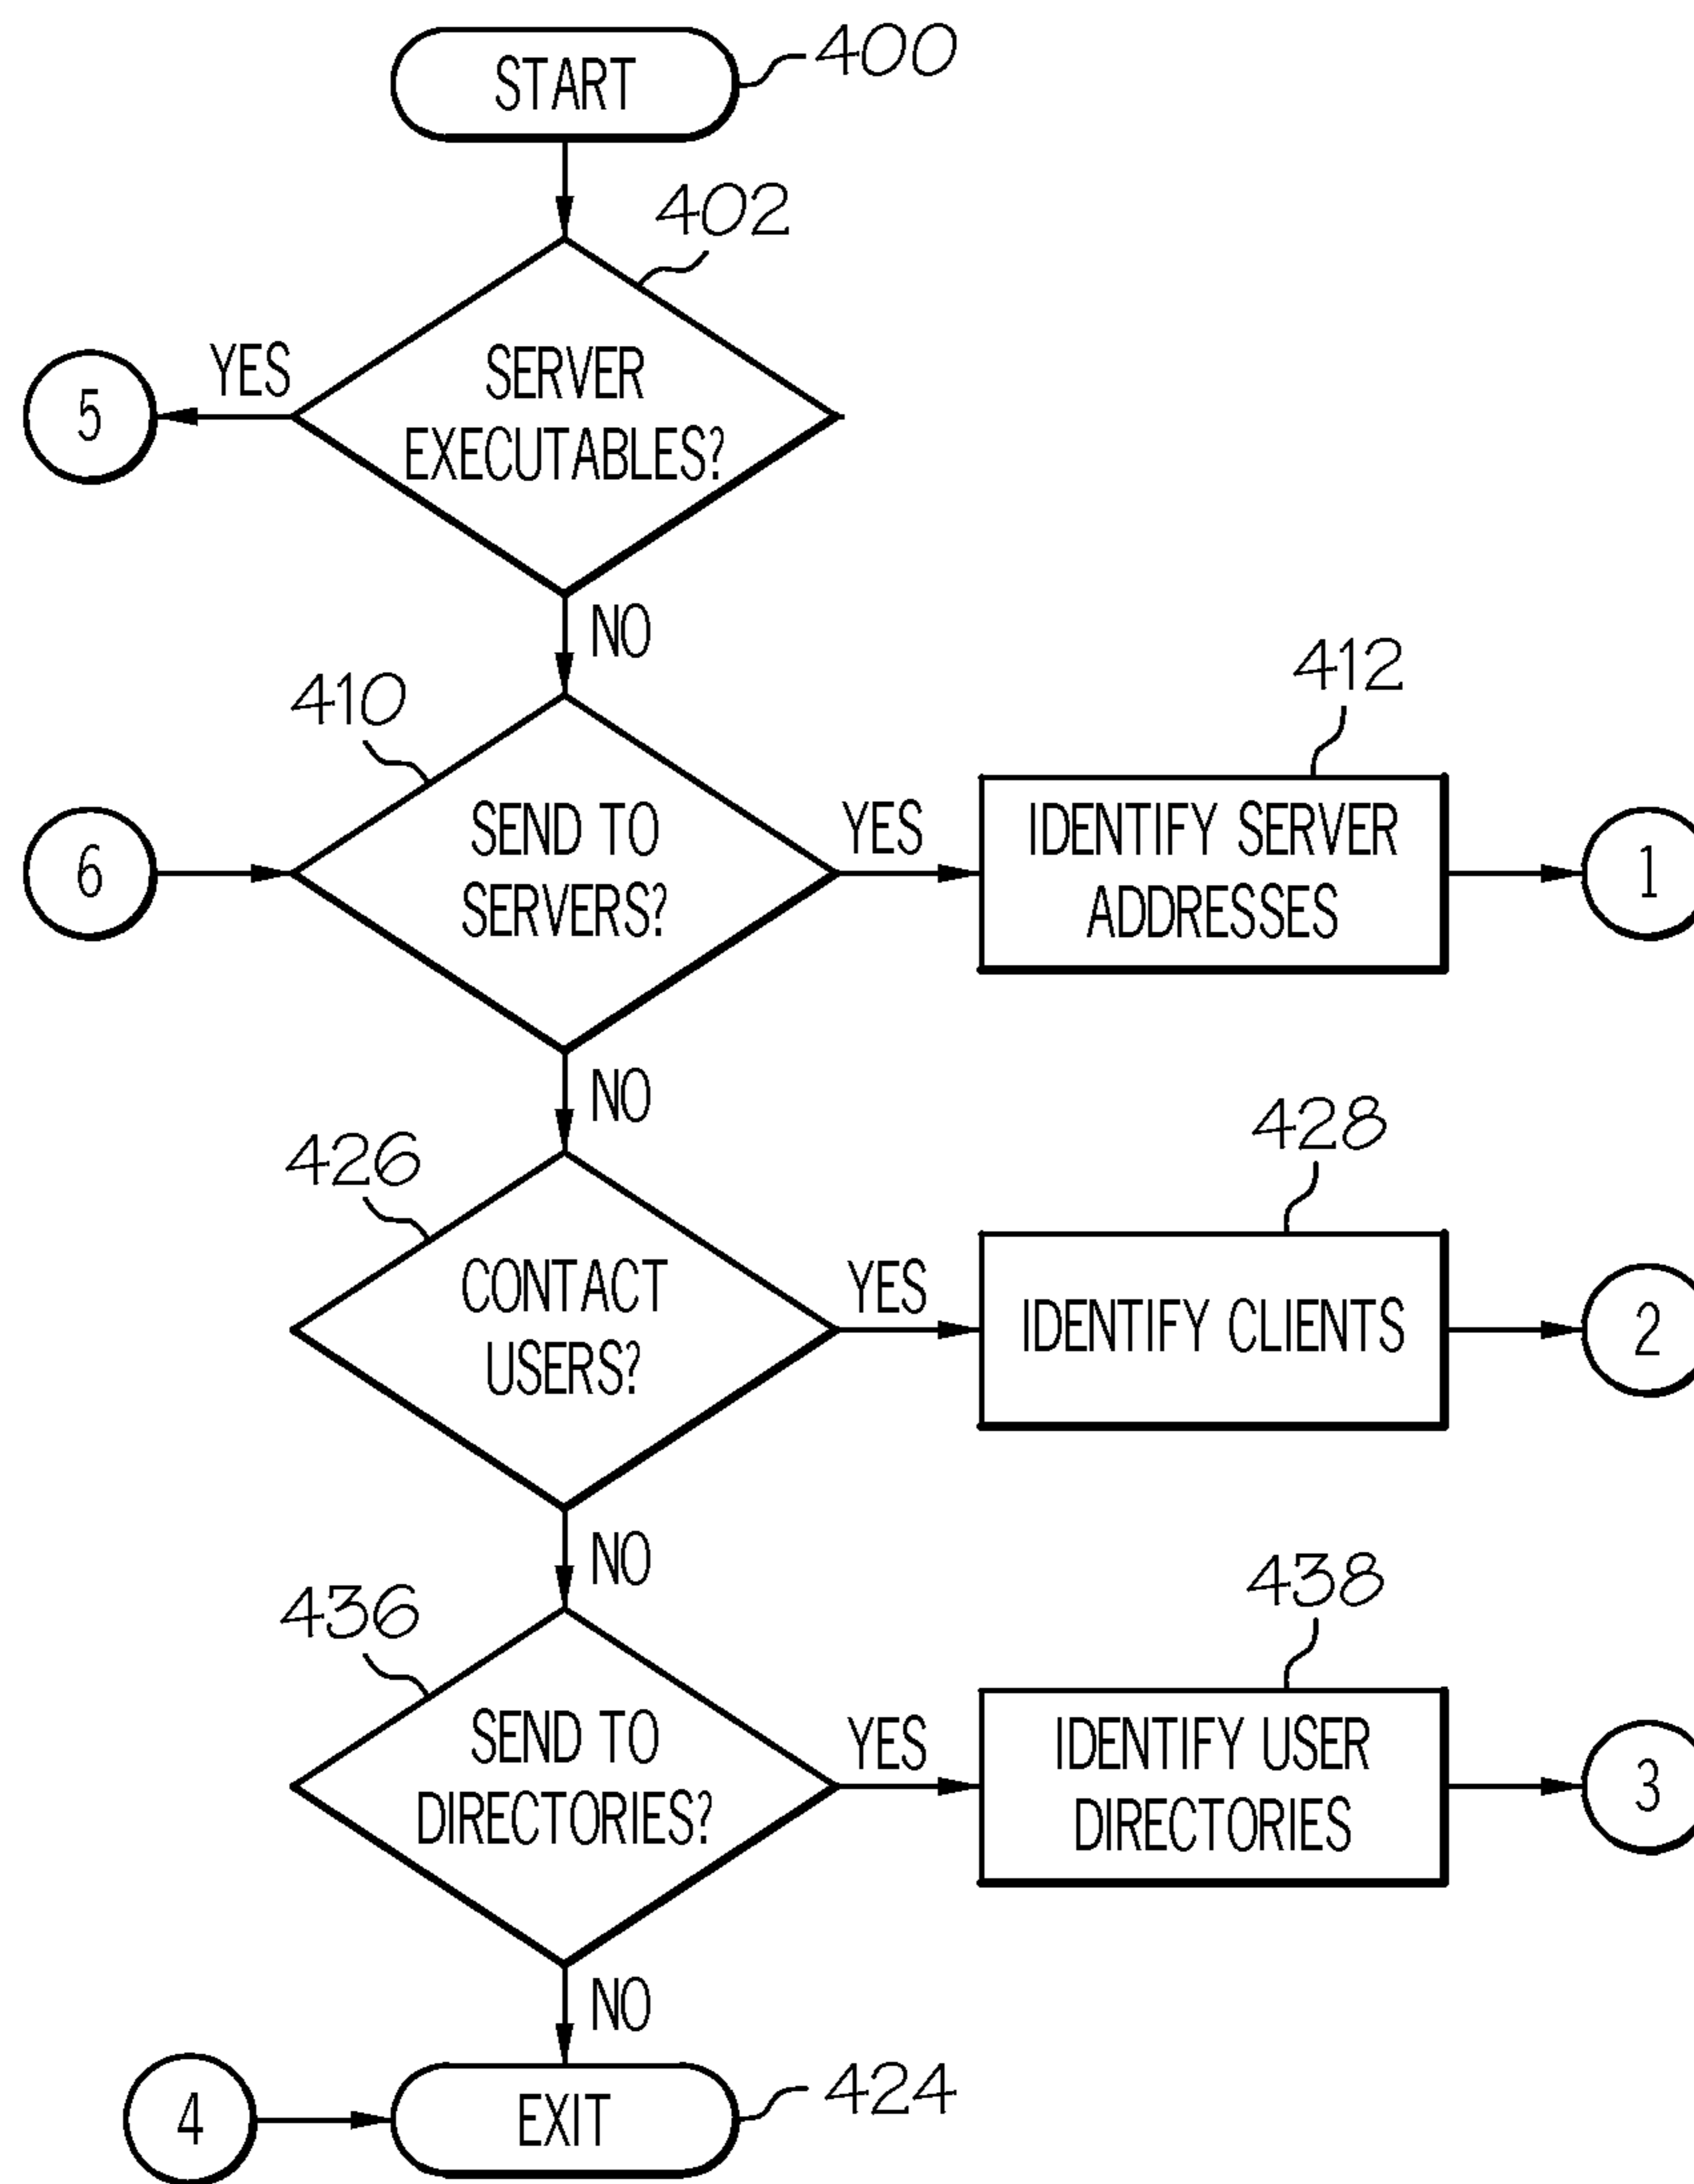 START
400
402
YES
5
SERVER
EXECUTABLES?
NO
410
412
6
SEND TO
SERVERS?
YES
IDENTIFY SERVER
ADDRESSES
1
NO
426
428
CONTACT
USERS?
YES
IDENTIFY CLIENTS
2
NO
436
438
SEND TO
DIRECTORIES?
YES
IDENTIFY USER
DIRECTORIES
3
NO
4
EXIT
424